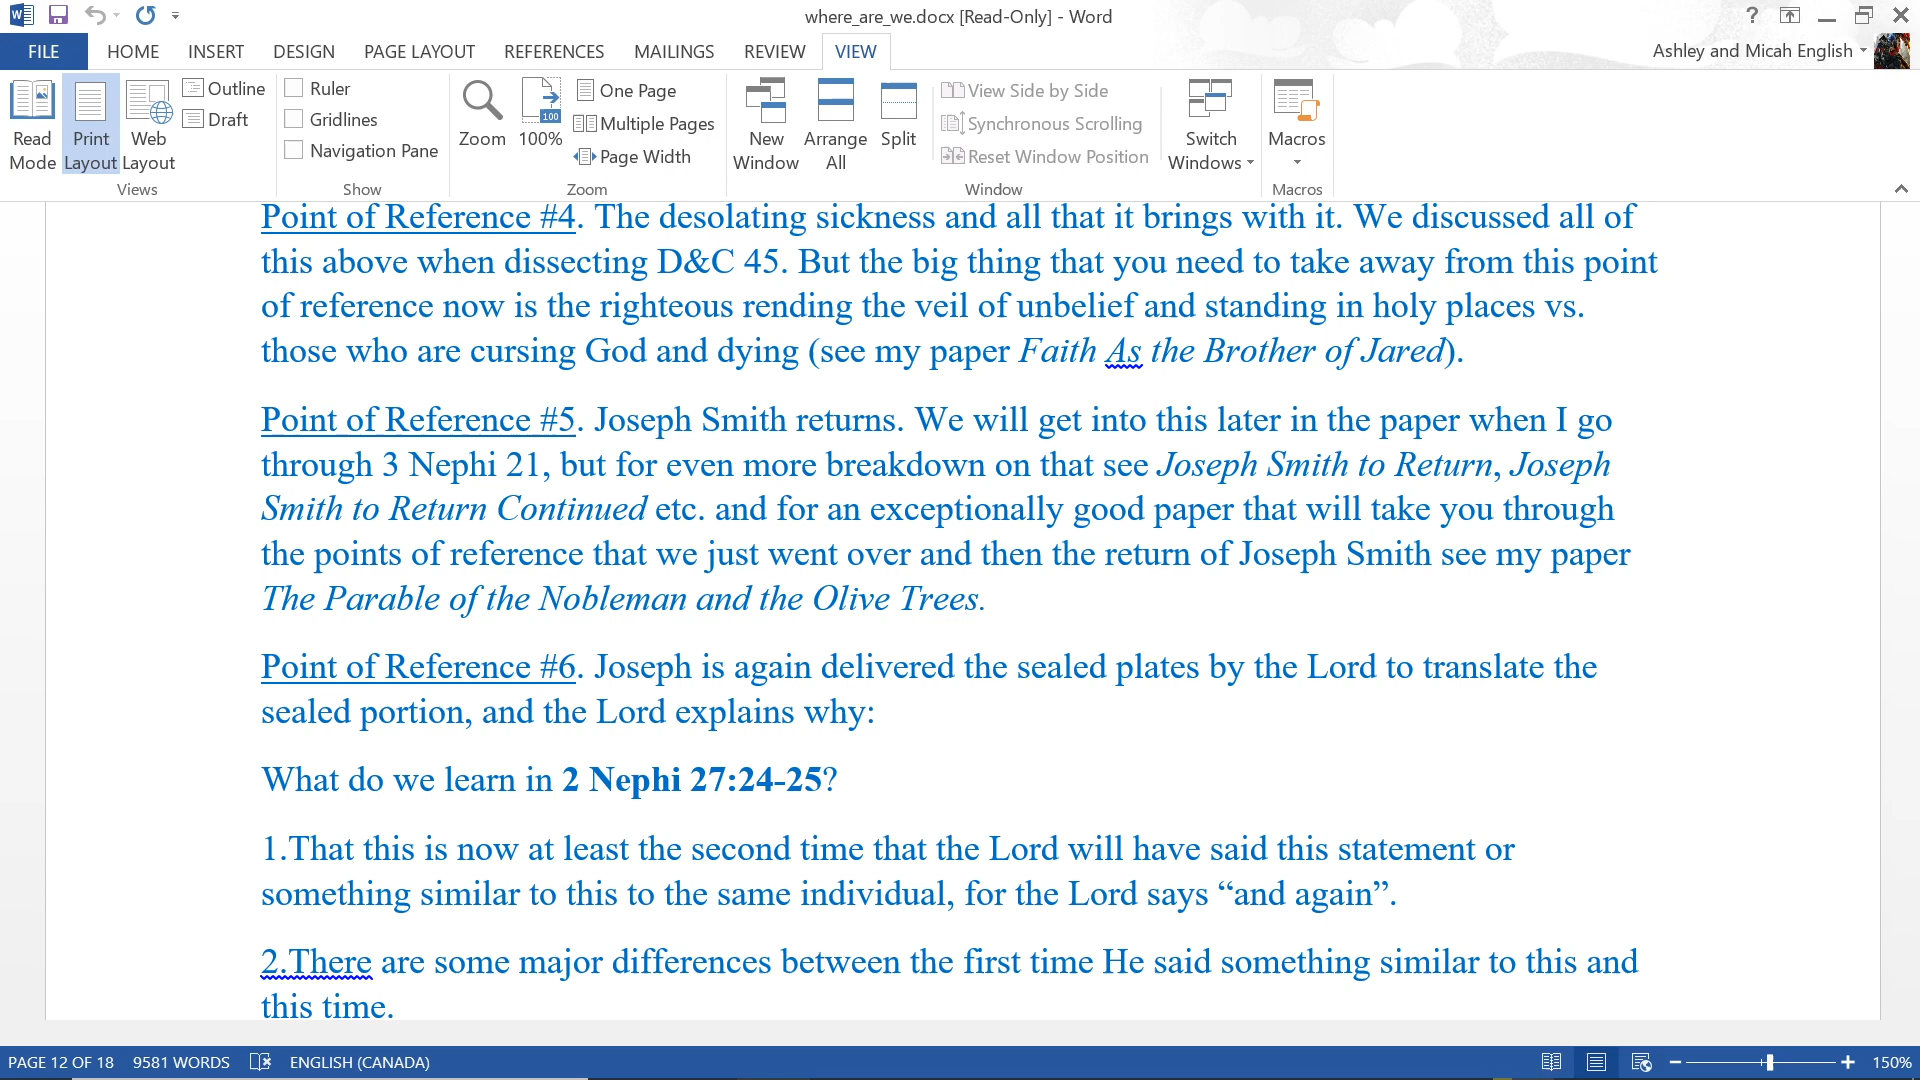 where_are_we.docx [Read-Only] - Word
?
FILE HOME INSERT DESIGN PAGE LAYOUT REFERENCES MAILINGS REVIEW VIEW Ashley and Micah English
Read Mode
Print Layout
Web Layout
Outline
Draft
Views
Ruler
Gridlines
Navigation Pane
Show
Zoom
100
100%
One Page
Multiple Pages
Page Width
Zoom
New Window
Arrange All
Split
View Side by Side
Synchronous Scrolling
Reset Window Position
Window
Switch Windows
Macros
Macros
Point of Reference #4. The desolating sickness and all that it brings with it. We discussed all of
this above when dissecting D&C 45. But the big thing that you need to take away from this point
of reference now is the righteous rending the veil of unbelief and standing in holy places vs.
those who are cursing God and dying (see my paper Faith As the Brother of Jared).
Point of Reference #5. Joseph Smith returns. We will get into this later in the paper when I go
through 3 Nephi 21, but for even more breakdown on that see Joseph Smith to Return, Joseph
Smith to Return Continued etc. and for an exceptionally good paper that will take you through
the points of reference that we just went over and then the return of Joseph Smith see my paper
The Parable of the Nobleman and the Olive Trees.
Point of Reference #6. Joseph is again delivered the sealed plates by the Lord to translate the
sealed portion, and the Lord explains why:
What do we learn in 2 Nephi 27:24-25?
1.That this is now at least the second time that the Lord will have said this statement or
something similar to this to the same individual, for the Lord says “and again”.
2.There are some major differences between the first time He said something similar to this and
this time.
PAGE 12 OF 18 9581 WORDS ENGLISH (CANADA) 150%